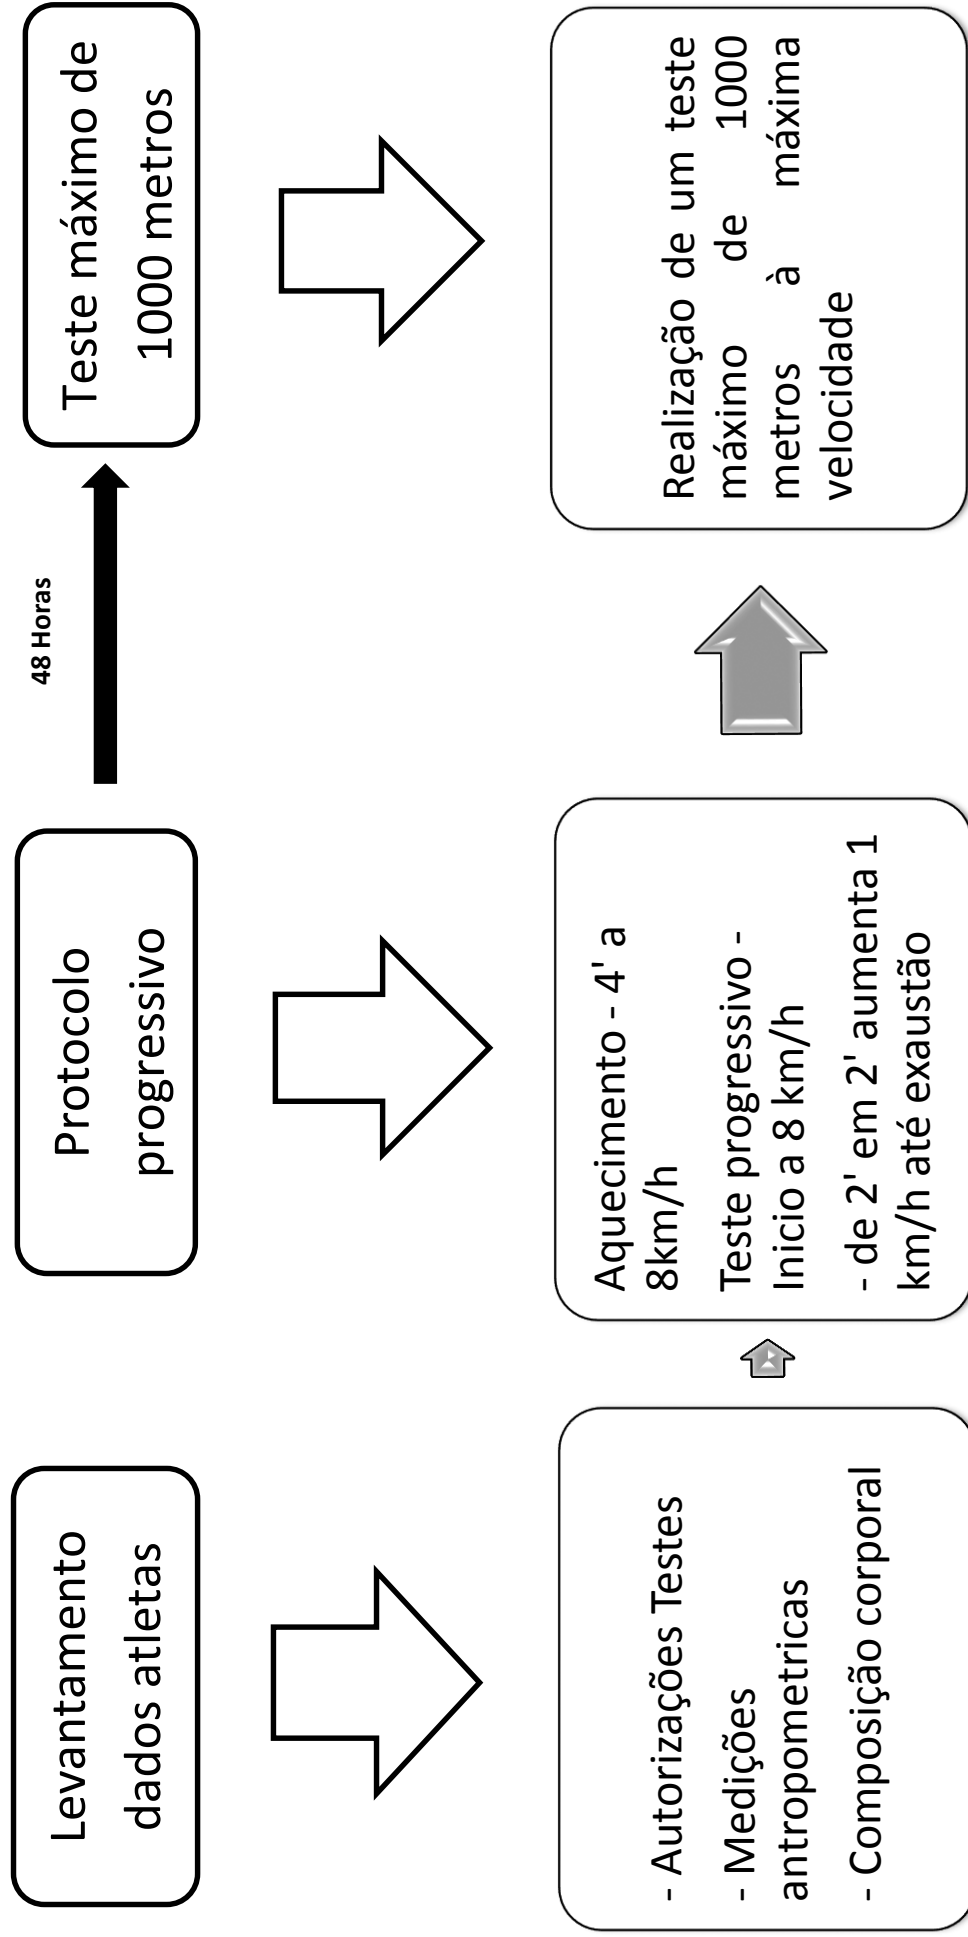 Levantamento
dados atletas
Protocolo
progressivo
48 Horas
Teste máximo de
1000 metros
- Autorizações Testes
- Medições
antropometricas
- Composição corporal
Aquecimento - 4' a
8km/h
Teste progressivo -
Inicio a 8 km/h
- de 2' em 2' aumenta 1
km/h até exaustão
Realização de um teste
máximo de 1000
metros à máxima
velocidade